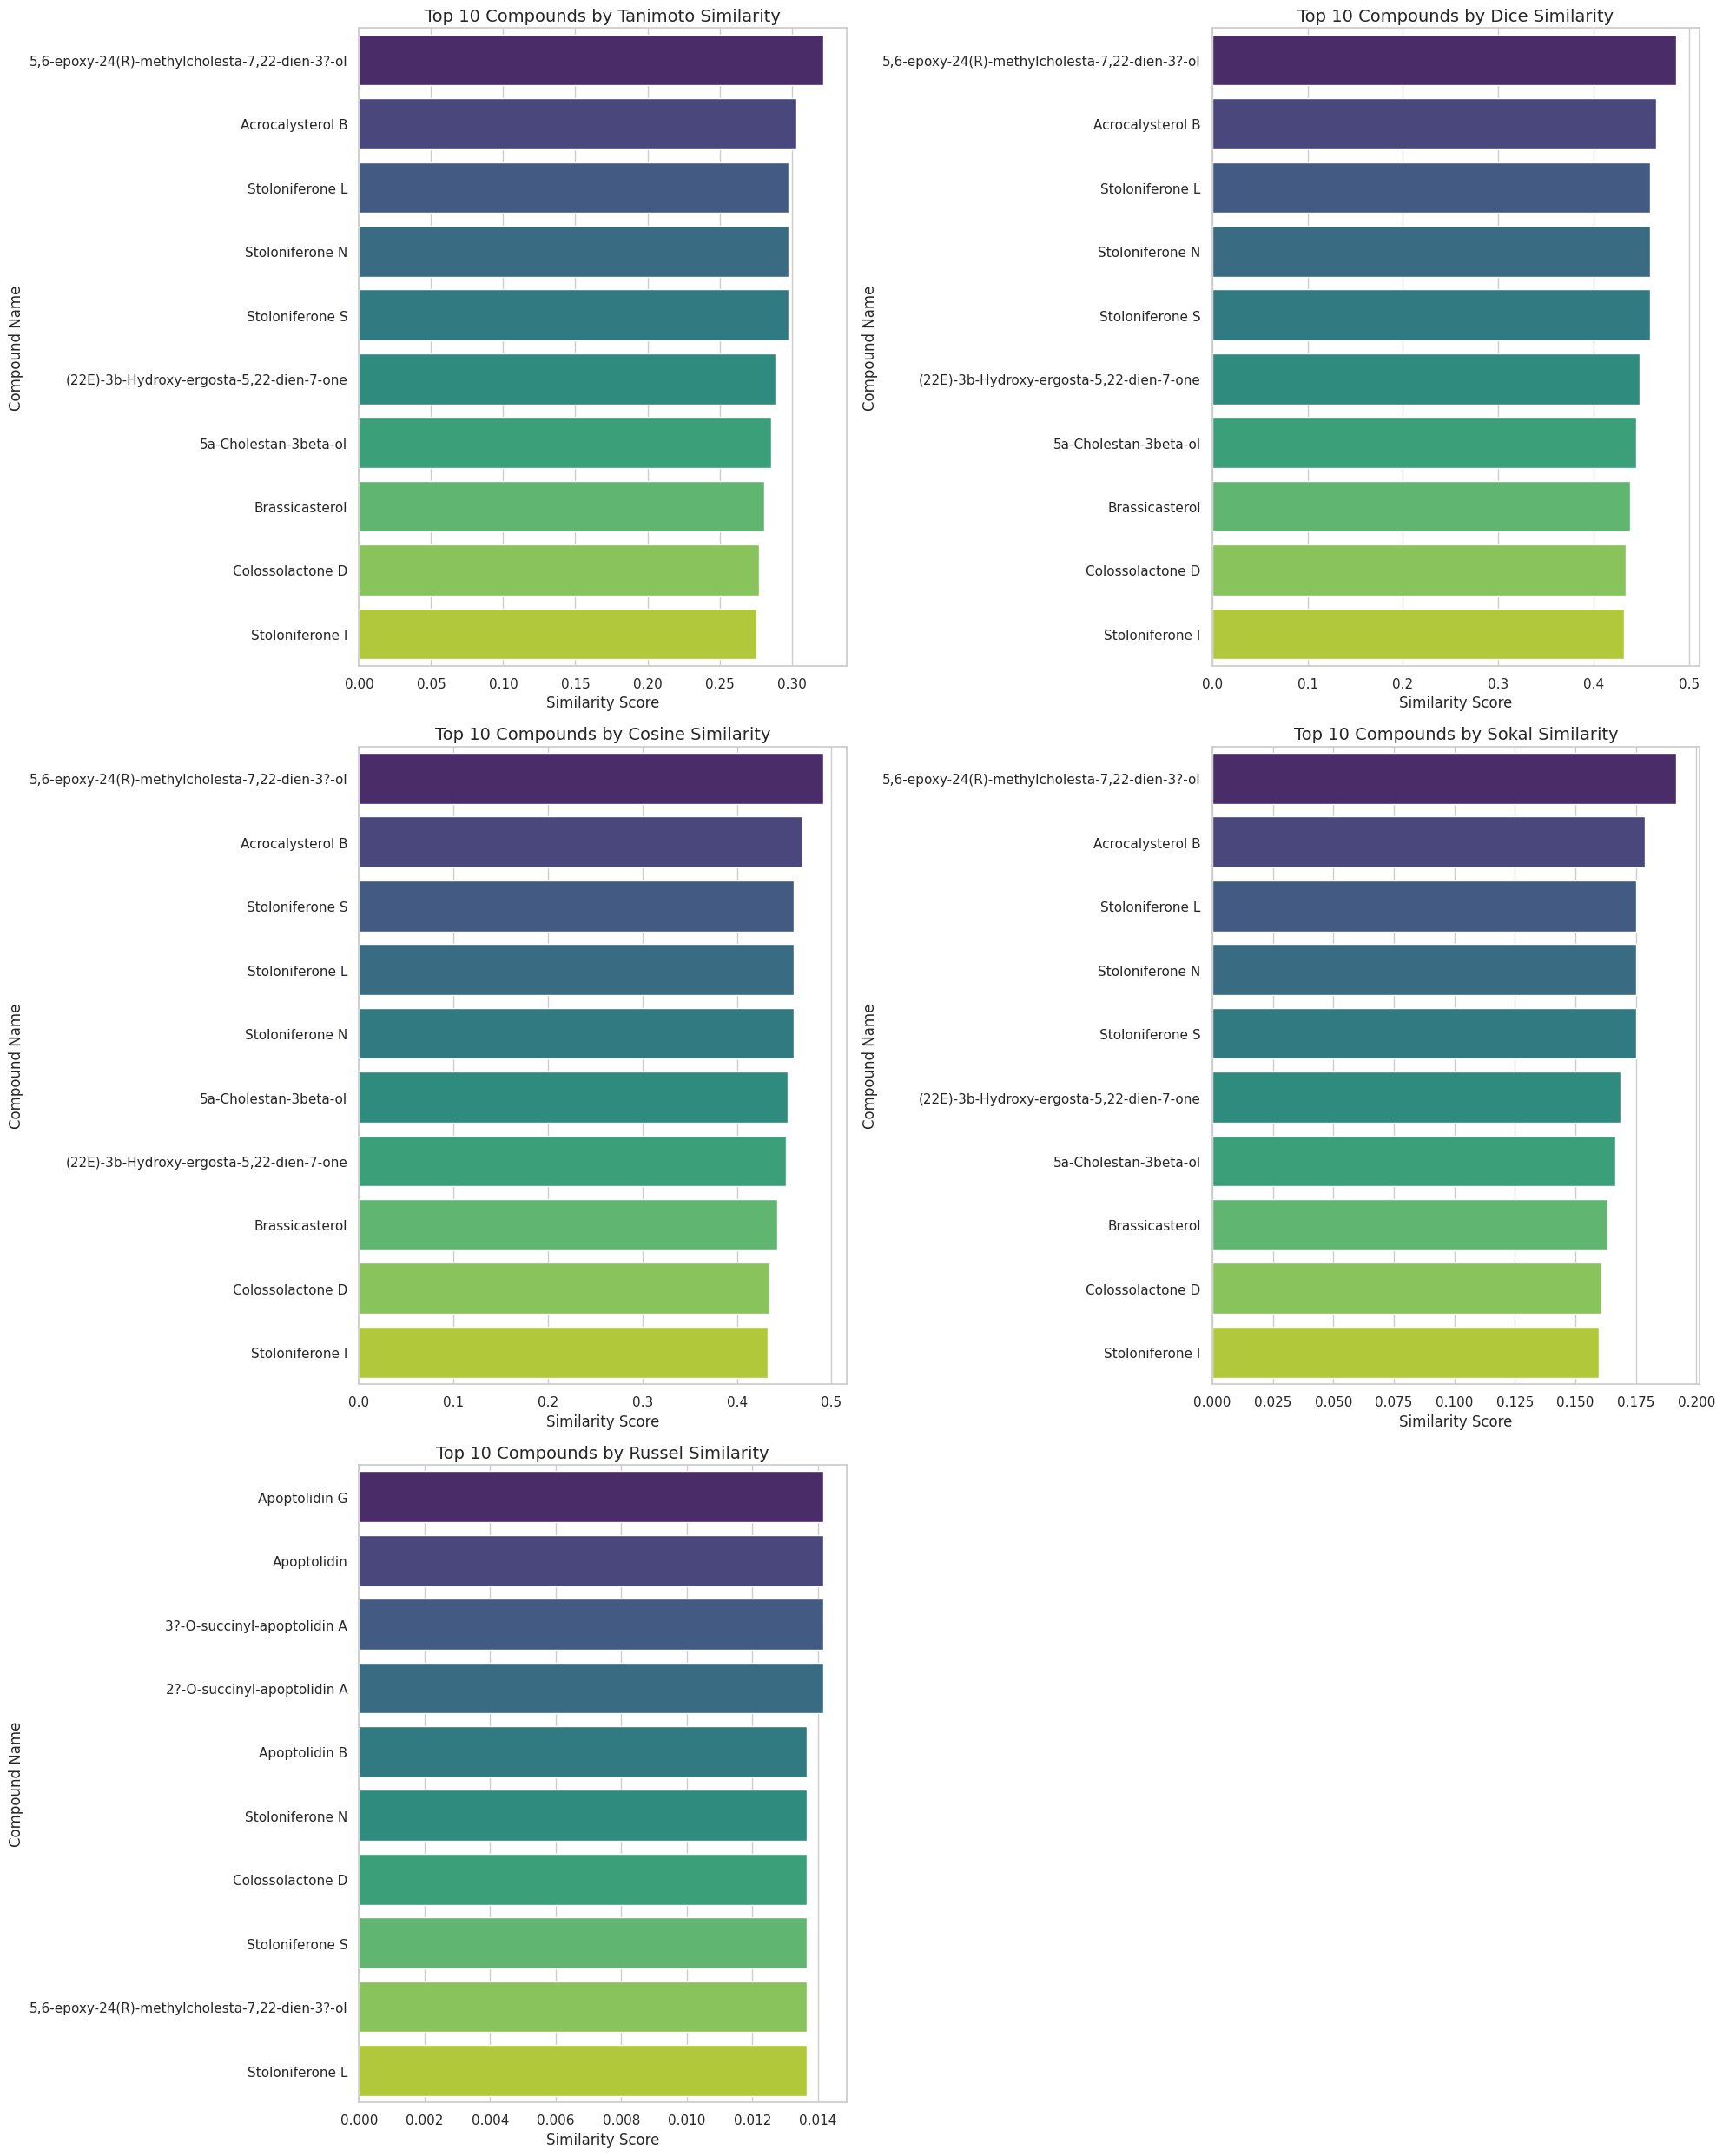 Top 10 Compounds by Tanimoto Similarity
Compound Name
5,6-epoxy-24(R)-methylcholesta-7,22-dien-3?-ol
Acrocalysterol B
Stoloniferone L
Stoloniferone N
Stoloniferone S
(22E)-3b-Hydroxy-ergosta-5,22-dien-7-one
5a-Cholestan-3beta-ol
Brassicasterol
Colossolactone D
Stoloniferone I
0.00 0.05 0.10 0.15 0.20 0.25 0.30
Similarity Score
Top 10 Compounds by Dice Similarity
Compound Name
5,6-epoxy-24(R)-methylcholesta-7,22-dien-3?-ol
Acrocalysterol B
Stoloniferone L
Stoloniferone N
Stoloniferone S
(22E)-3b-Hydroxy-ergosta-5,22-dien-7-one
5a-Cholestan-3beta-ol
Brassicasterol
Colossolactone D
Stoloniferone I
0.0 0.1 0.2 0.3 0.4 0.5
Similarity Score
Top 10 Compounds by Cosine Similarity
Compound Name
5,6-epoxy-24(R)-methylcholesta-7,22-dien-3?-ol
Acrocalysterol B
Stoloniferone S
Stoloniferone L
Stoloniferone N
5a-Cholestan-3beta-ol
(22E)-3b-Hydroxy-ergosta-5,22-dien-7-one
Brassicasterol
Colossolactone D
Stoloniferone I
0.0 0.1 0.2 0.3 0.4 0.5
Similarity Score
Top 10 Compounds by Sokal Similarity
Compound Name
5,6-epoxy-24(R)-methylcholesta-7,22-dien-3?-ol
Acrocalysterol B
Stoloniferone L
Stoloniferone N
Stoloniferone S
(22E)-3b-Hydroxy-ergosta-5,22-dien-7-one
5a-Cholestan-3beta-ol
Brassicasterol
Colossolactone D
Stoloniferone I
0.000 0.025 0.050 0.075 0.100 0.125 0.150 0.175 0.200
Similarity Score
Top 10 Compounds by Russel Similarity
Compound Name
Apoptolidin G
Apoptolidin
3?-O-succinyl-apoptolidin A
2?-O-succinyl-apoptolidin A
Apoptolidin B
Stoloniferone N
Colossolactone D
Stoloniferone S
5,6-epoxy-24(R)-methylcholesta-7,22-dien-3?-ol
Stoloniferone L
0.000 0.002 0.004 0.006 0.008 0.010 0.012 0.014
Similarity Score